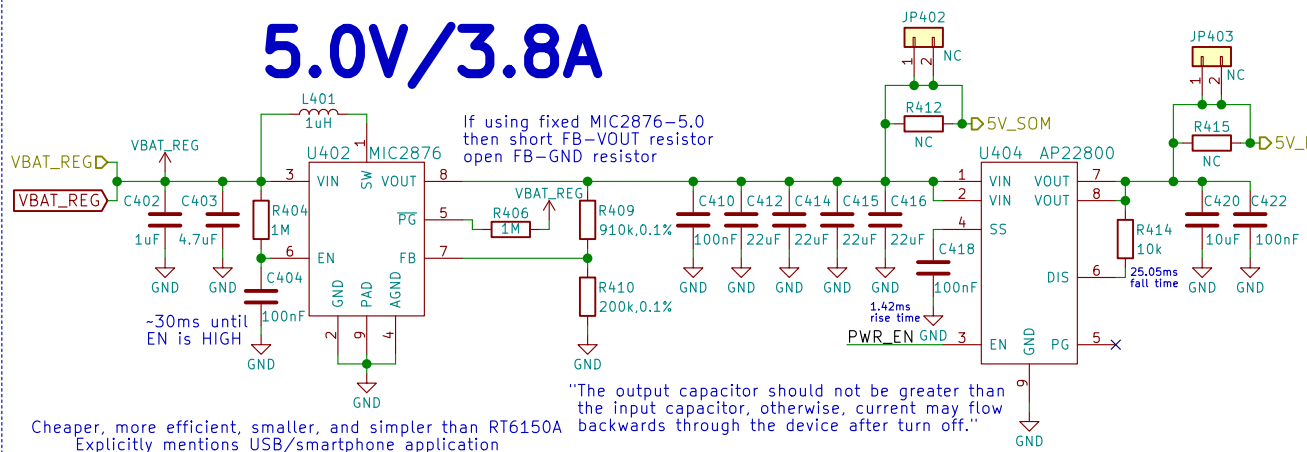 5.0V/3.8A
JP402
1
2
NC
JP403
1
2
NC
L401
1uH
If using fixed MIC2876-5.0
then short FB-VOUT resistor
open FB-GND resistor
R412
NC
5V_SOM
R415
NC
VBAT_REG
VBAT_REG
VBAT_REG
U402
MIC2876
1
3
VIN
SW
VOUT
8
PG
5
EN
6
FB
7
GND
PAD
AGND
2
9
4
GND
C402
1uF
GND
C403
4.7uF
GND
R404
1M
C404
100nF
GND
~30ms until
EN is HIGH
VBAT_REG
R406
1M
R409
910k,0.1%
R410
200k,0.1%
GND
C410
100nF
GND
C412
22uF
GND
C414
22uF
GND
C415
22uF
GND
C416
22uF
GND
C418
100nF
GND
1.42ms
rise time
PWR_EN
U404
AP22800
1
VIN
2
VIN
4
SS
3
EN
VOUT
7
VOUT
8
DIS
6
PG
5
GND
9
GND
R414
10k
25.05ms
fall time
C420
10uF
GND
C422
100nF
GND
"The output capacitor should not be greater than
the input capacitor, otherwise, current may flow
backwards through the device after turn off."
Cheaper, more efficient, smaller, and simpler than RT6150A
Explicitly mentions USB/smartphone application